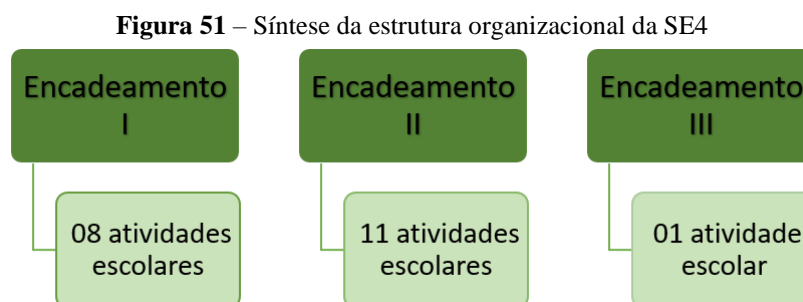 Figura 51 – Síntese da estrutura organizacional da SE4
Encadeamento
I
Encadeamento
II
Encadeamento
III
08 atividades
escolares
11 atividades
escolares
01 atividade
escolar